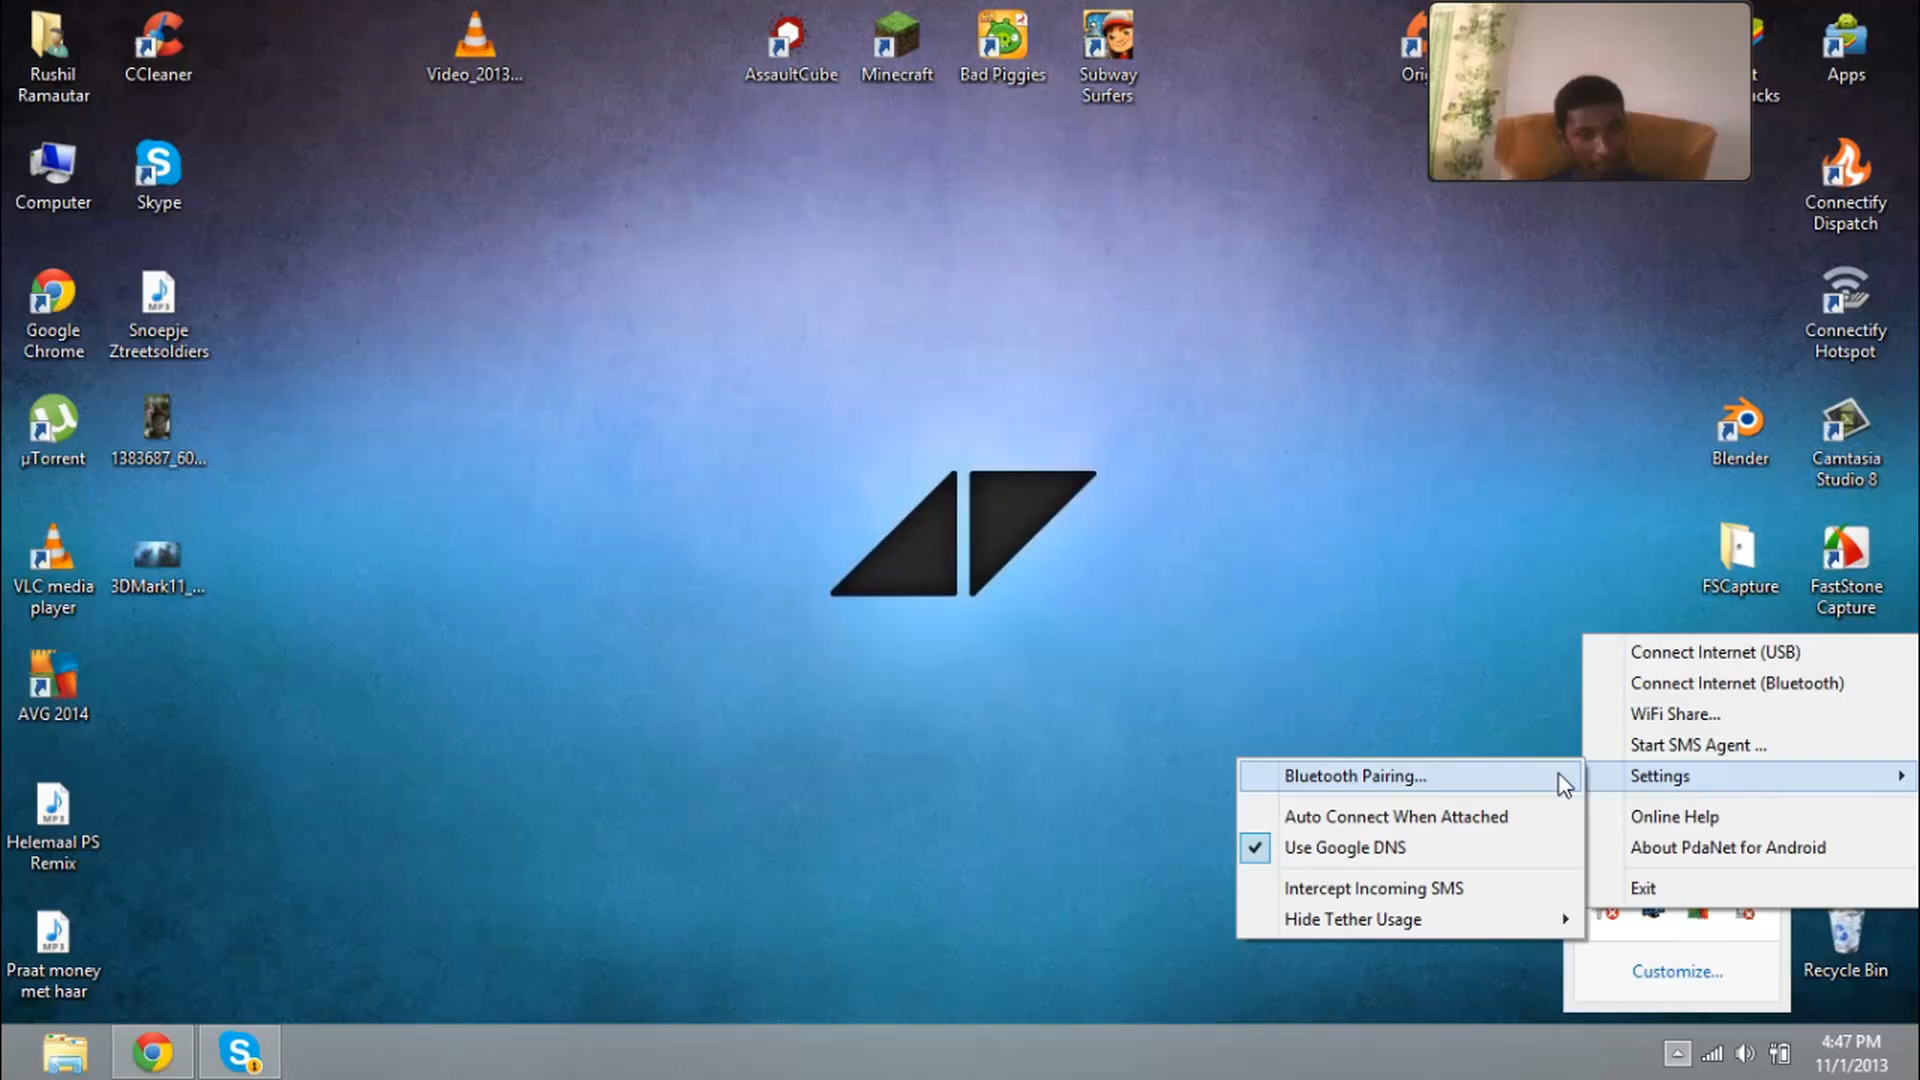 Rushil
Ramautar
CCleaner
Video_2013...
AssaultCube
Minecraft
Bad Piggies
Subway
Surfers
Apps
Computer
Skype
Connectify
Dispatch
Google
Chrome
MP3
Snoepje
Ztreetsoldiers
Connectify
Hotspot
µTorrent
1383687_60...
Blender
Camtasia
Studio 8
VLC media
player
3DMark11_...
FSCapture
FastStone
Capture
AVG 2014
Connect Internet (USB)
Connect Internet (Bluetooth)
WiFi Share...
Start SMS Agent ...
Settings
Online Help
About PdaNet for Android
Exit
Bluetooth Pairing...
Auto Connect When Attached
Use Google DNS
Intercept Incoming SMS
Hide Tether Usage
MP3
Helemaal PS
Remix
MP3
Praat money
met haar
Customize...
Recycle Bin
4:47 PM
11/1/2013